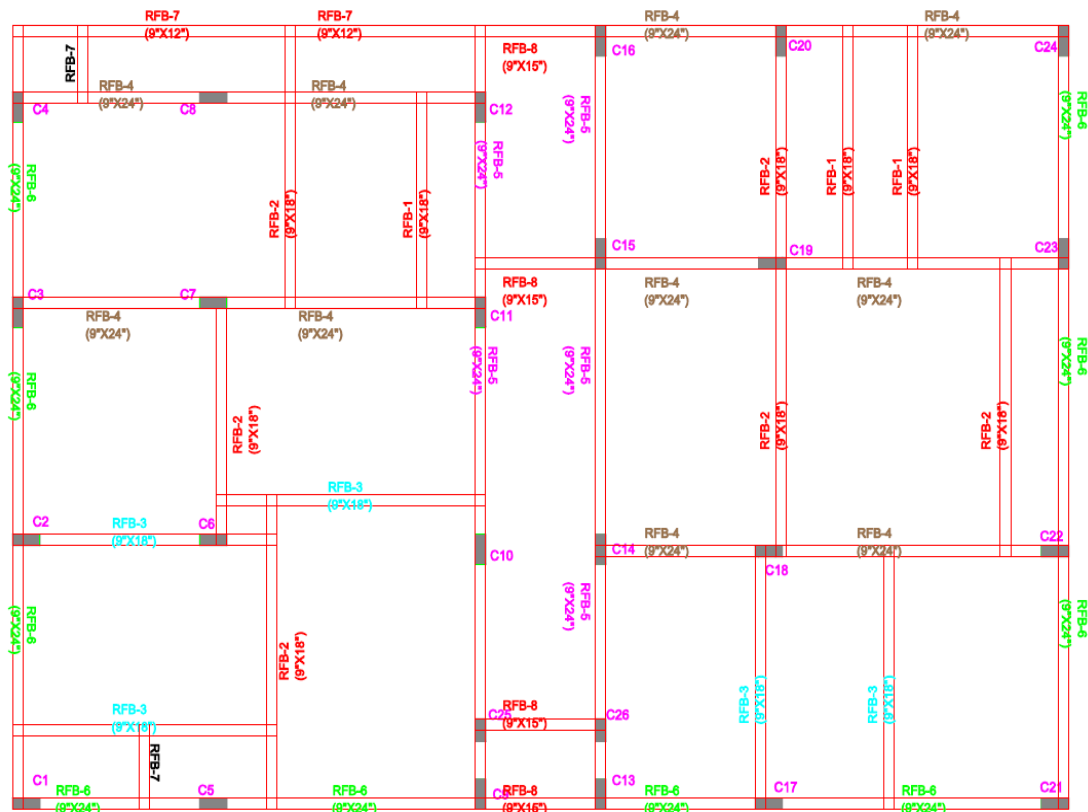 RFB-7
(9"X12")
RFB-7
(9"X12")
RFB-4
(9"X24")
RFB-4
(9"X24")
RFB-7
RFB-8
(9"X15")
C16
C20
C24
RFB-4
(9"X24")
RFB-4
(9"X24")
C4
C8
C12
RFB-5
(9"X24")
RFB-6
(9"X24")
RFB-6
(9"X24")
RFB-5
(9"X24")
RFB-2
(9"X18")
RFB-1
(9"X18")
RFB-1
(9"X18")
RFB-2
(9"X18")
RFB-1
(9"X18")
C15
C19
C23
C3
C7
RFB-8
(9"X15")
RFB-4
(9"X24")
RFB-4
(9"X24")
RFB-4
(9"X24")
RFB-4
(9"X24")
C11
RFB-6
(9"X24")
RFB-5
(9"X24")
RFB-5
(9"X24")
RFB-6
(9"X24")
RFB-2
(9"X18")
RFB-2
(9"X18")
RFB-2
(9"X18")
RFB-3
(9"X18")
C2
RFB-3
(9"X18")
C6
C10
C14
RFB-4
(9"X24")
RFB-4
(9"X24")
C22
C18
RFB-6
(9"X24")
RFB-5
(9"X24")
RFB-6
(9"X24")
RFB-2
(9"X18")
RFB-3
(9"X18")
RFB-3
(9"X18")
RFB-3
(9"X18")
C25
RFB-8
(9"X15")
C26
RFB-7
C1
RFB-6
(9"X24")
C5
RFB-6
(9"X24")
C9
RFB-8
(9"X15")
C13
RFB-6
(9"X24")
C17
RFB-6
(9"X24")
C21